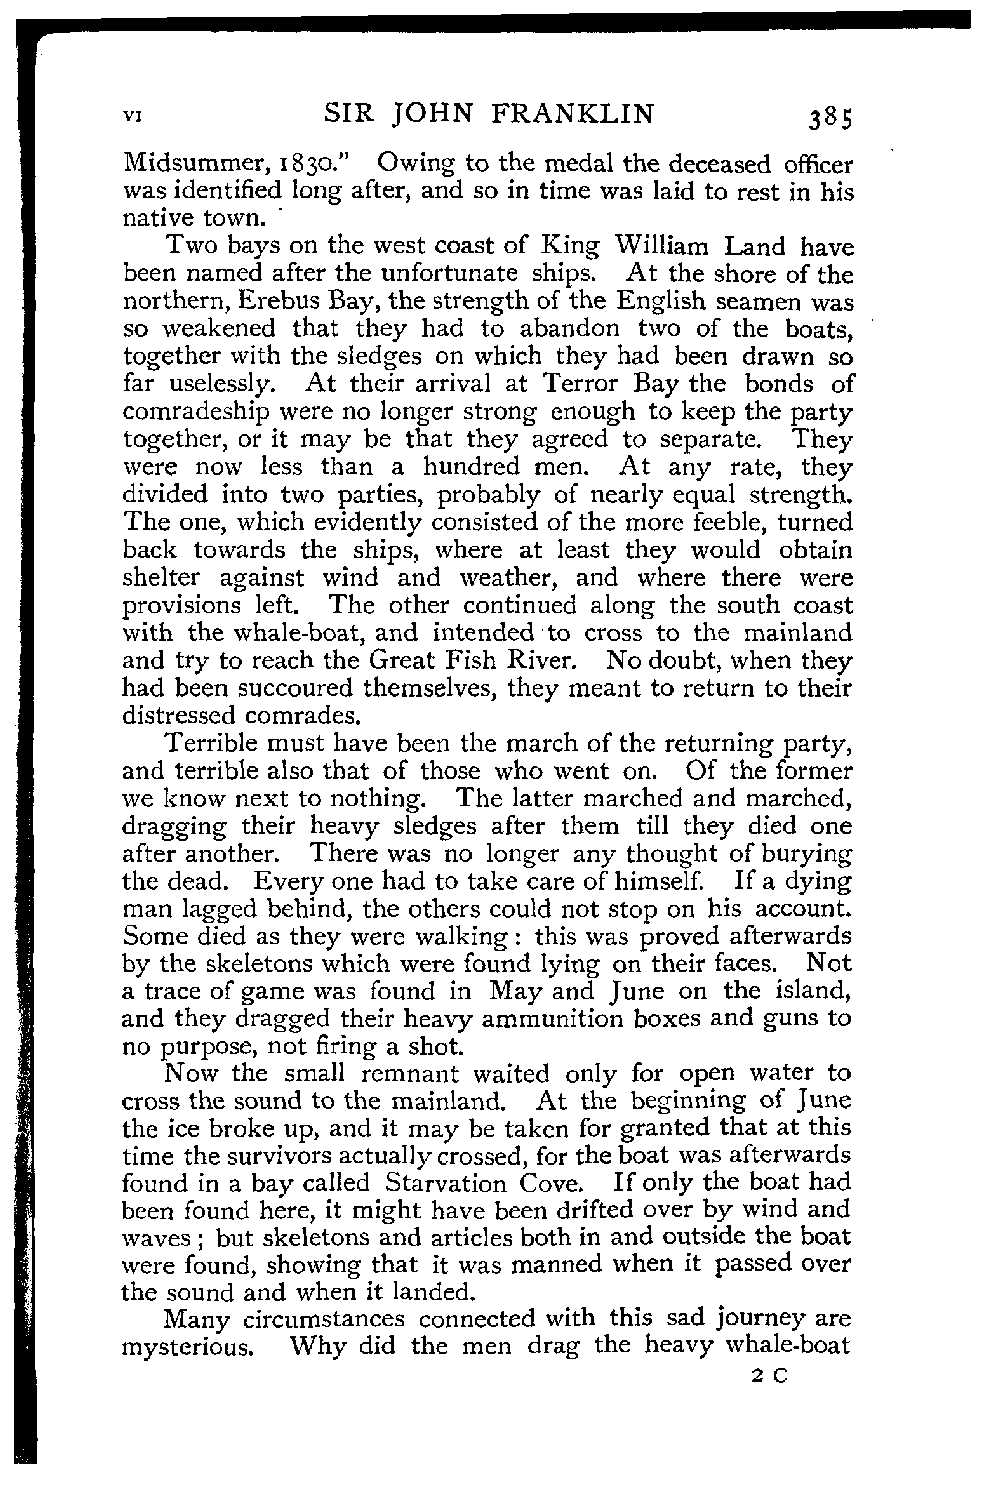 VI SIR JOHN FRANKLIN 385
Midsummer, 1830." Owing to the medal the deceased officer
was identified long after, and so in time was laid to rest in his
native town.
Two bays on the west coast of King William Land have
been named after the unfortunate ships. At the shore of the
northern, Erebus Bay, the strength of the English seamen was
so weakened that they had to abandon two of the boats,
together with the sledges on which they had been drawn so
far uselessly. At their arrival at Terror Bay the bonds of
comradeship were no longer strong enough to keep the party
together, or it may be that they agreed to separate. They
were now less than a hundred men. At any rate, they
divided into two parties, probably of nearly equal strength.
The one, which evidently consisted of the more feeble, turned
back towards the ships, where at least they would obtain
shelter against wind and weather, and where there were
provisions left. The other continued along the south coast
with the whale-boat, and intended to cross to the mainland
and try to reach the Great Fish River. No doubt, when they
had been succoured themselves, they meant to return to their
distressed comrades.
Terrible must have been the march of the returning party,
and terrible also that of those who went on. Of the former
we know next to nothing. The latter marched and marched,
dragging their heavy sledges after them till they died one
after another. There was no longer any thought of burying
the dead. Every one had to take care of himself. If a dying
man lagged behind, the others could not stop on his account.
Some died as they were walking: this was proved afterwards
by the skeletons which were found lying on their faces. Not
a trace of game was found in May and June on the island,
and they dragged their heavy ammunition boxes and guns to
no purpose, not firing a shot.
Now the small remnant waited only for open water to
cross the sound to the mainland. At the beginning of June
the ice broke up, and it may be taken for granted that at this
time the survivors actually crossed, for the boat was afterwards
found in a bay called Starvation Cove. If only the boat had
been found here, it might have been drifted over by wind and
waves; but skeletons and articles both in and outside the boat
were found, showing that it was manned when it passed over
the sound and when it landed.
Many circumstances connected with this sad journey are
mysterious. Why did the men drag the heavy whale-boat
2 C